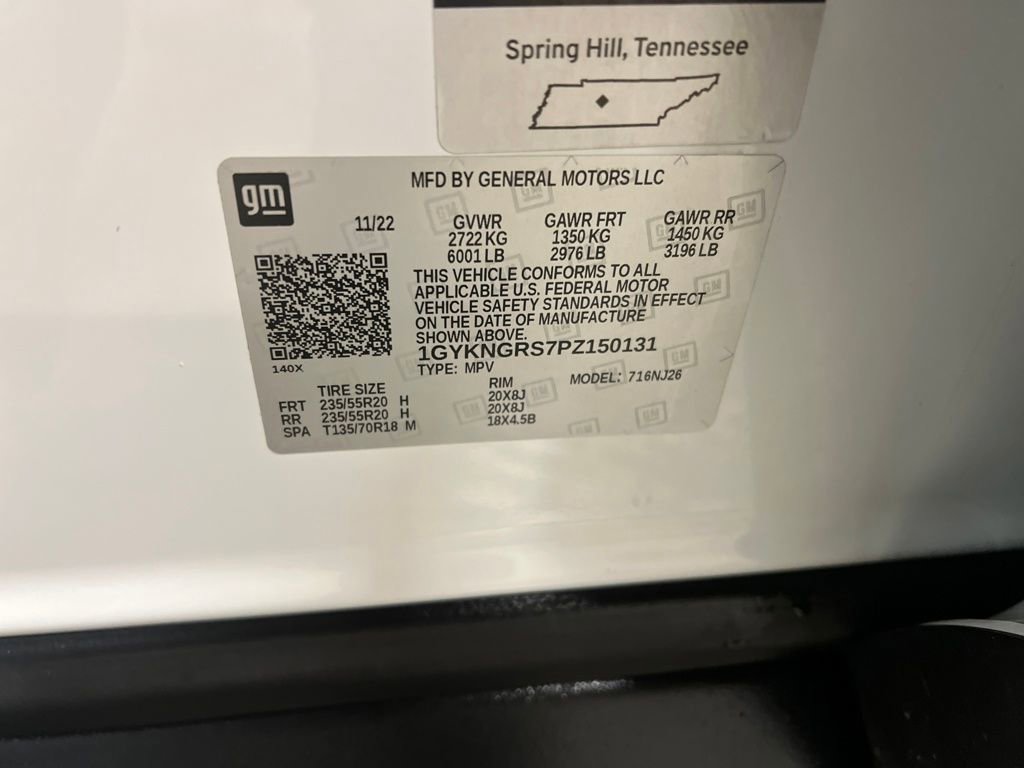 Spring Hill, Tennessee
gm
MFD BY GENERAL MOTORS LLC
11/22 GVWR GAWR FRT GAWR RR
2722 KG 1350 KG 1450 KG
6001 LB 2976 LB 3196 LB
THIS VEHICLE CONFORMS TO ALL
APPLICABLE U.S. FEDERAL MOTOR
VEHICLE SAFETY STANDARDS IN EFFECT
ON THE DATE OF MANUFACTURE
SHOWN ABOVE.
1GYKNGRS7PZ150131
140X
TYPE: MPV MODEL: 716NJ26
TIRE SIZE RIM
FRT 235/55R20 H 20X8J
RR 235/55R20 H 20X8J
SPA T135/70R18 M 18X4.5B